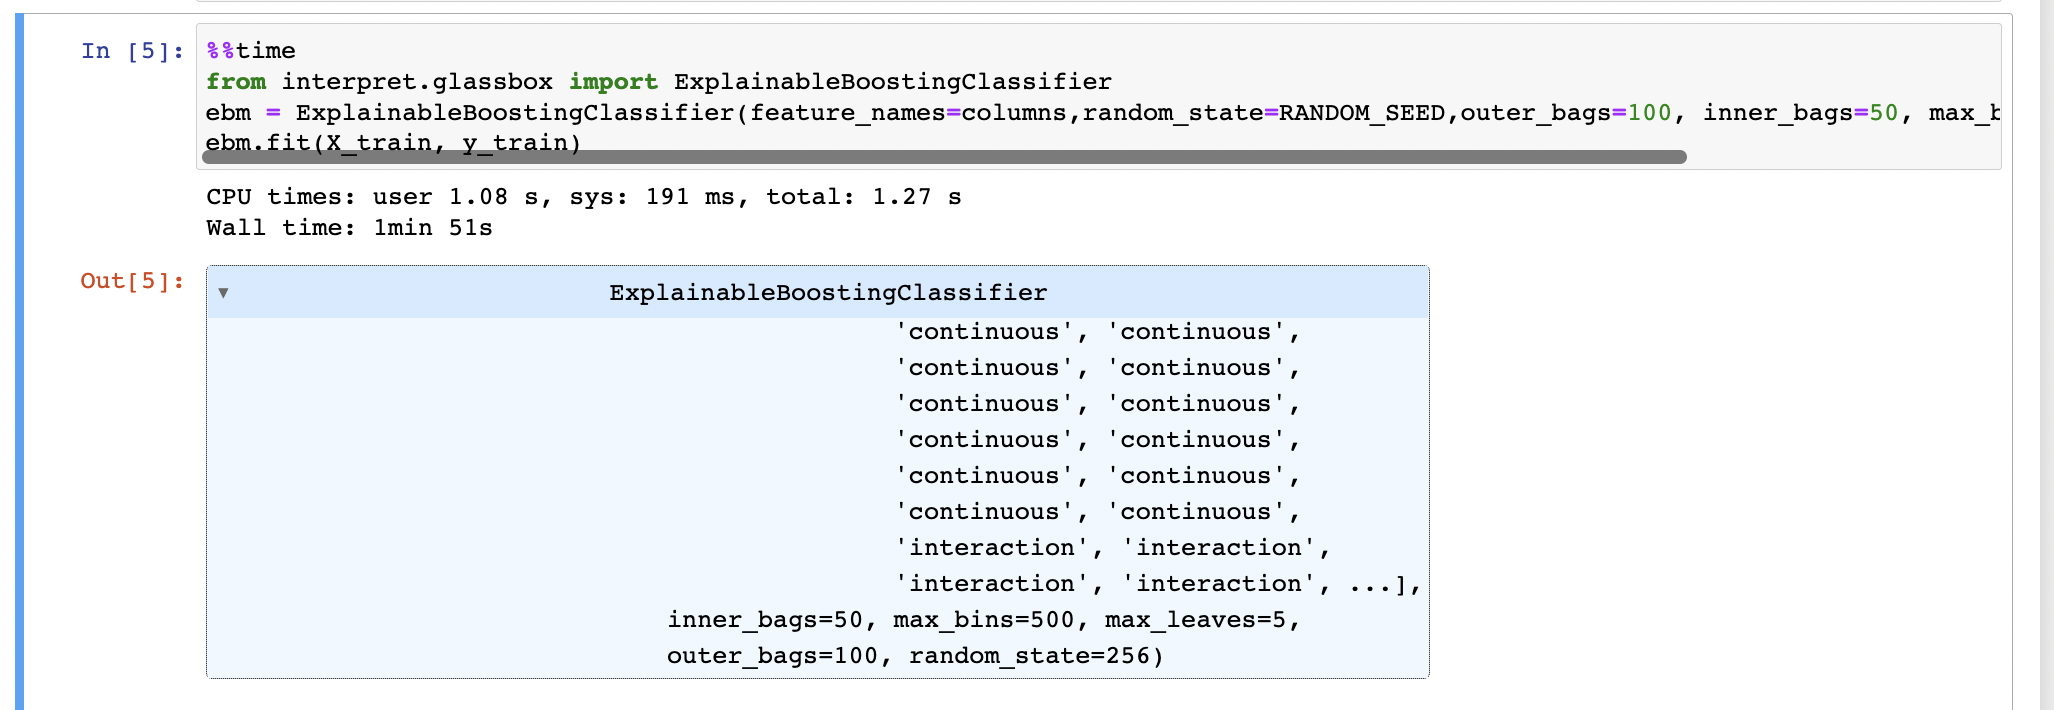 In [5]:
%%time
from interpret.glassbox import ExplainableBoostingClassifier
ebm = ExplainableBoostingClassifier(feature_names=columns,random_state=RANDOM_SEED,outer_bags=100, inner_bags=50, max_b
ebm.fit(X_train, y_train)
CPU times: user 1.08 s, sys: 191 ms, total: 1.27 s
Wall time: 1min 51s
Out[5]:
▼ ExplainableBoostingClassifier
'continuous', 'continuous',
'continuous', 'continuous',
'continuous', 'continuous',
'continuous', 'continuous',
'continuous', 'continuous',
'continuous', 'continuous',
'interaction', 'interaction',
'interaction', 'interaction', ...],
inner_bags=50, max_bins=500, max_leaves=5,
outer_bags=100, random_state=256)